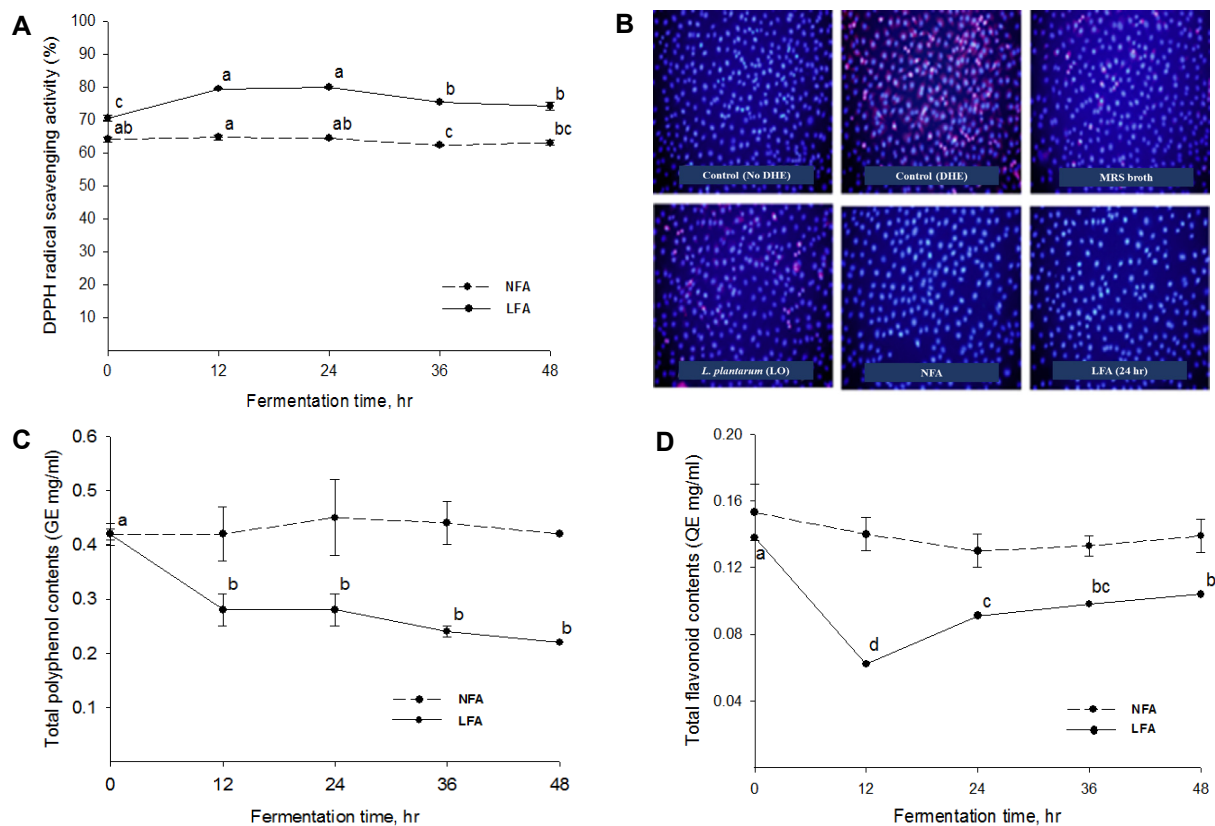 A
DPPH radical scavenging activity (%)
100
90
80
70
60
50
40
30
20
10
c
a
a
b
b
ab
a
ab
c
bc
NFA
LFA
0
12
24
36
48
Fermentation time, hr
B
Control (No DHE)
Control (DHE)
MRS broth
L. plantarum (LO)
NFA
LFA (24 hr)
C
Total polyphenol contents (GE mg/ml)
0.6
0.5
0.4
0.3
0.2
0.1
a
b
b
b
b
NFA
LFA
0
12
24
36
48
Fermentation time, hr
D
Total flavonoid contents (QE mg/ml)
0.20
0.16
0.12
0.08
0.04
a
d
c
bc
b
NFA
LFA
0
12
24
36
48
Fermentation time, hr